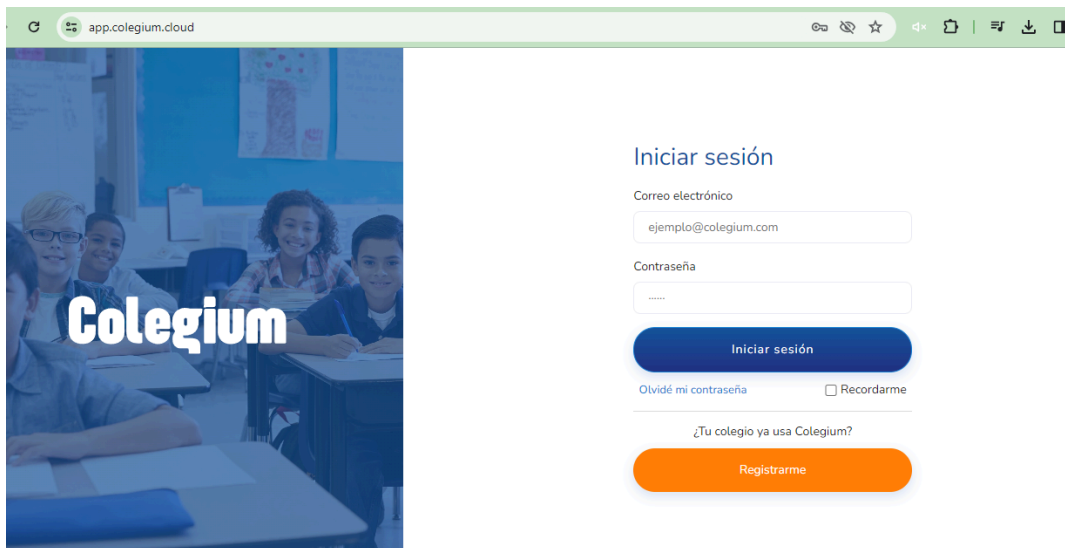 app.colegium.cloud
Colegium
Iniciar sesión
Correo electrónico
ejemplo@colegium.com
Contraseña
······
Iniciar sesión
Olvidé mi contraseña
Recordarme
¿Tu colegio ya usa Colegium?
Registrarme